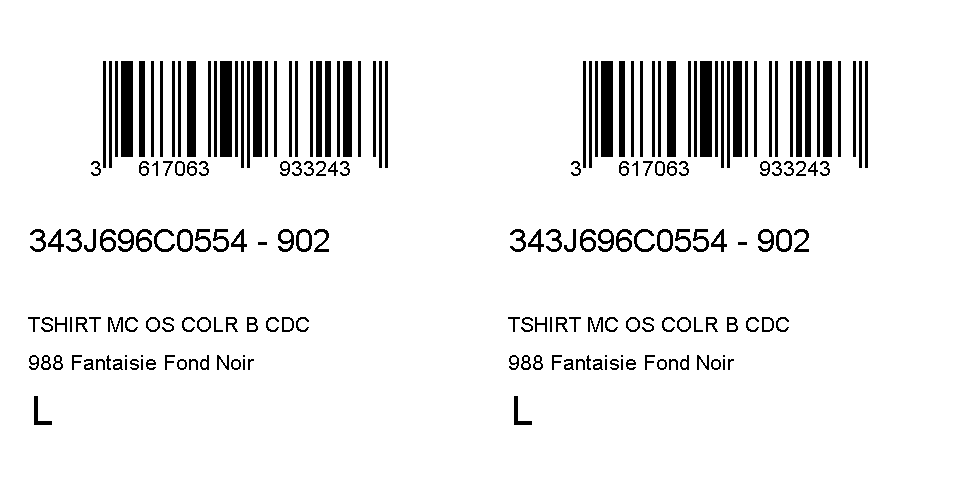 3 617063 933243
343J696C0554 - 902
TSHIRT MC OS COLR B CDC
988 Fantaisie Fond Noir
L
3 617063 933243
343J696C0554 - 902
TSHIRT MC OS COLR B CDC
988 Fantaisie Fond Noir
L